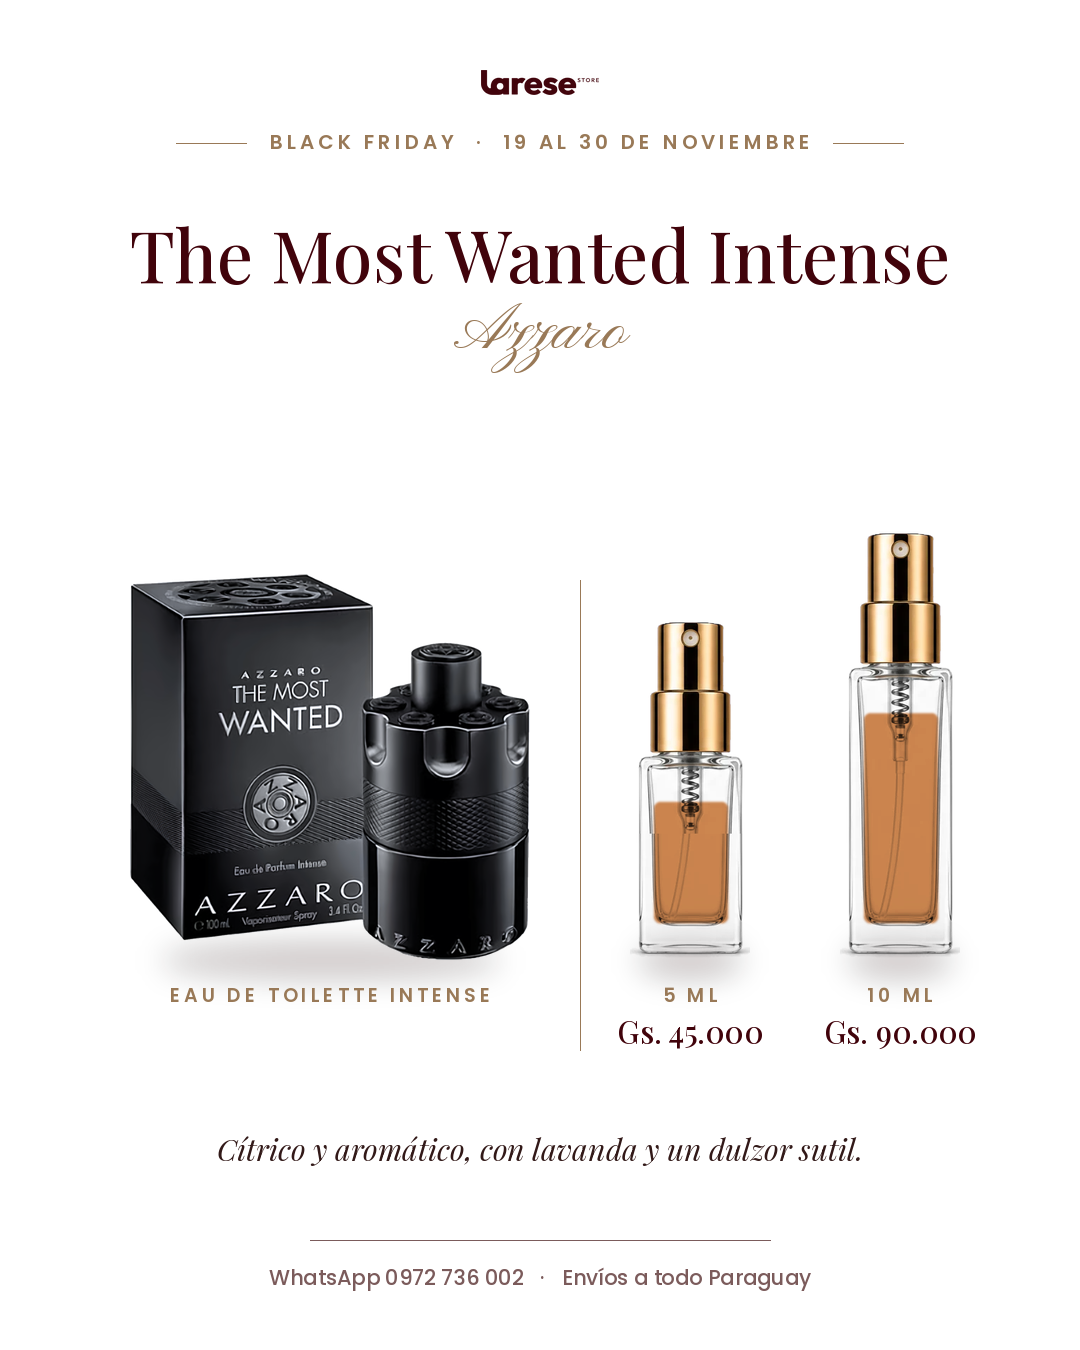 larese STORE
BLACK FRIDAY · 19 AL 30 DE NOVIEMBRE
The Most Wanted Intense
Azzaro
AZZARO
THE MOST
WANTED
AZZARO
Eau de Parfum Intense
AZZARO
100 ml Vaporisateur Spray 3.4 Fl. Oz
AZZARO
EAU DE TOILETTE INTENSE
5 ML
Gs. 45.000
10 ML
Gs. 90.000
Cítrico y aromático, con lavanda y un dulzor sutil.
WhatsApp 0972 736 002 · Envíos a todo Paraguay